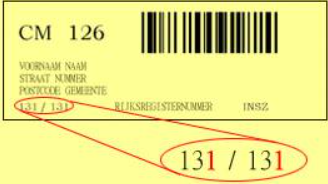 CM 126
VOORNAAM NAAM
STRAAT NUMMER
POSTCODE GEMEENTE
131 / 131 RIJKSREGISTERNUMMER INSZ
131 / 131